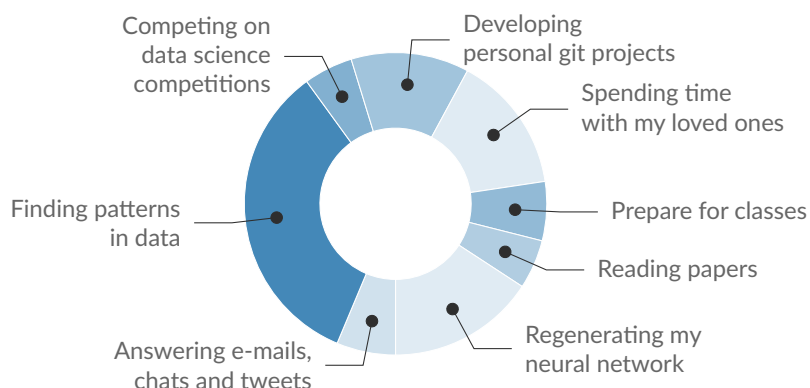 Competing on
data science
competitions
Developing
personal git projects
Spending time
with my loved ones
Finding patterns
in data
Prepare for classes
Reading papers
Regenerating my
neural network
Answering e-mails,
chats and tweets